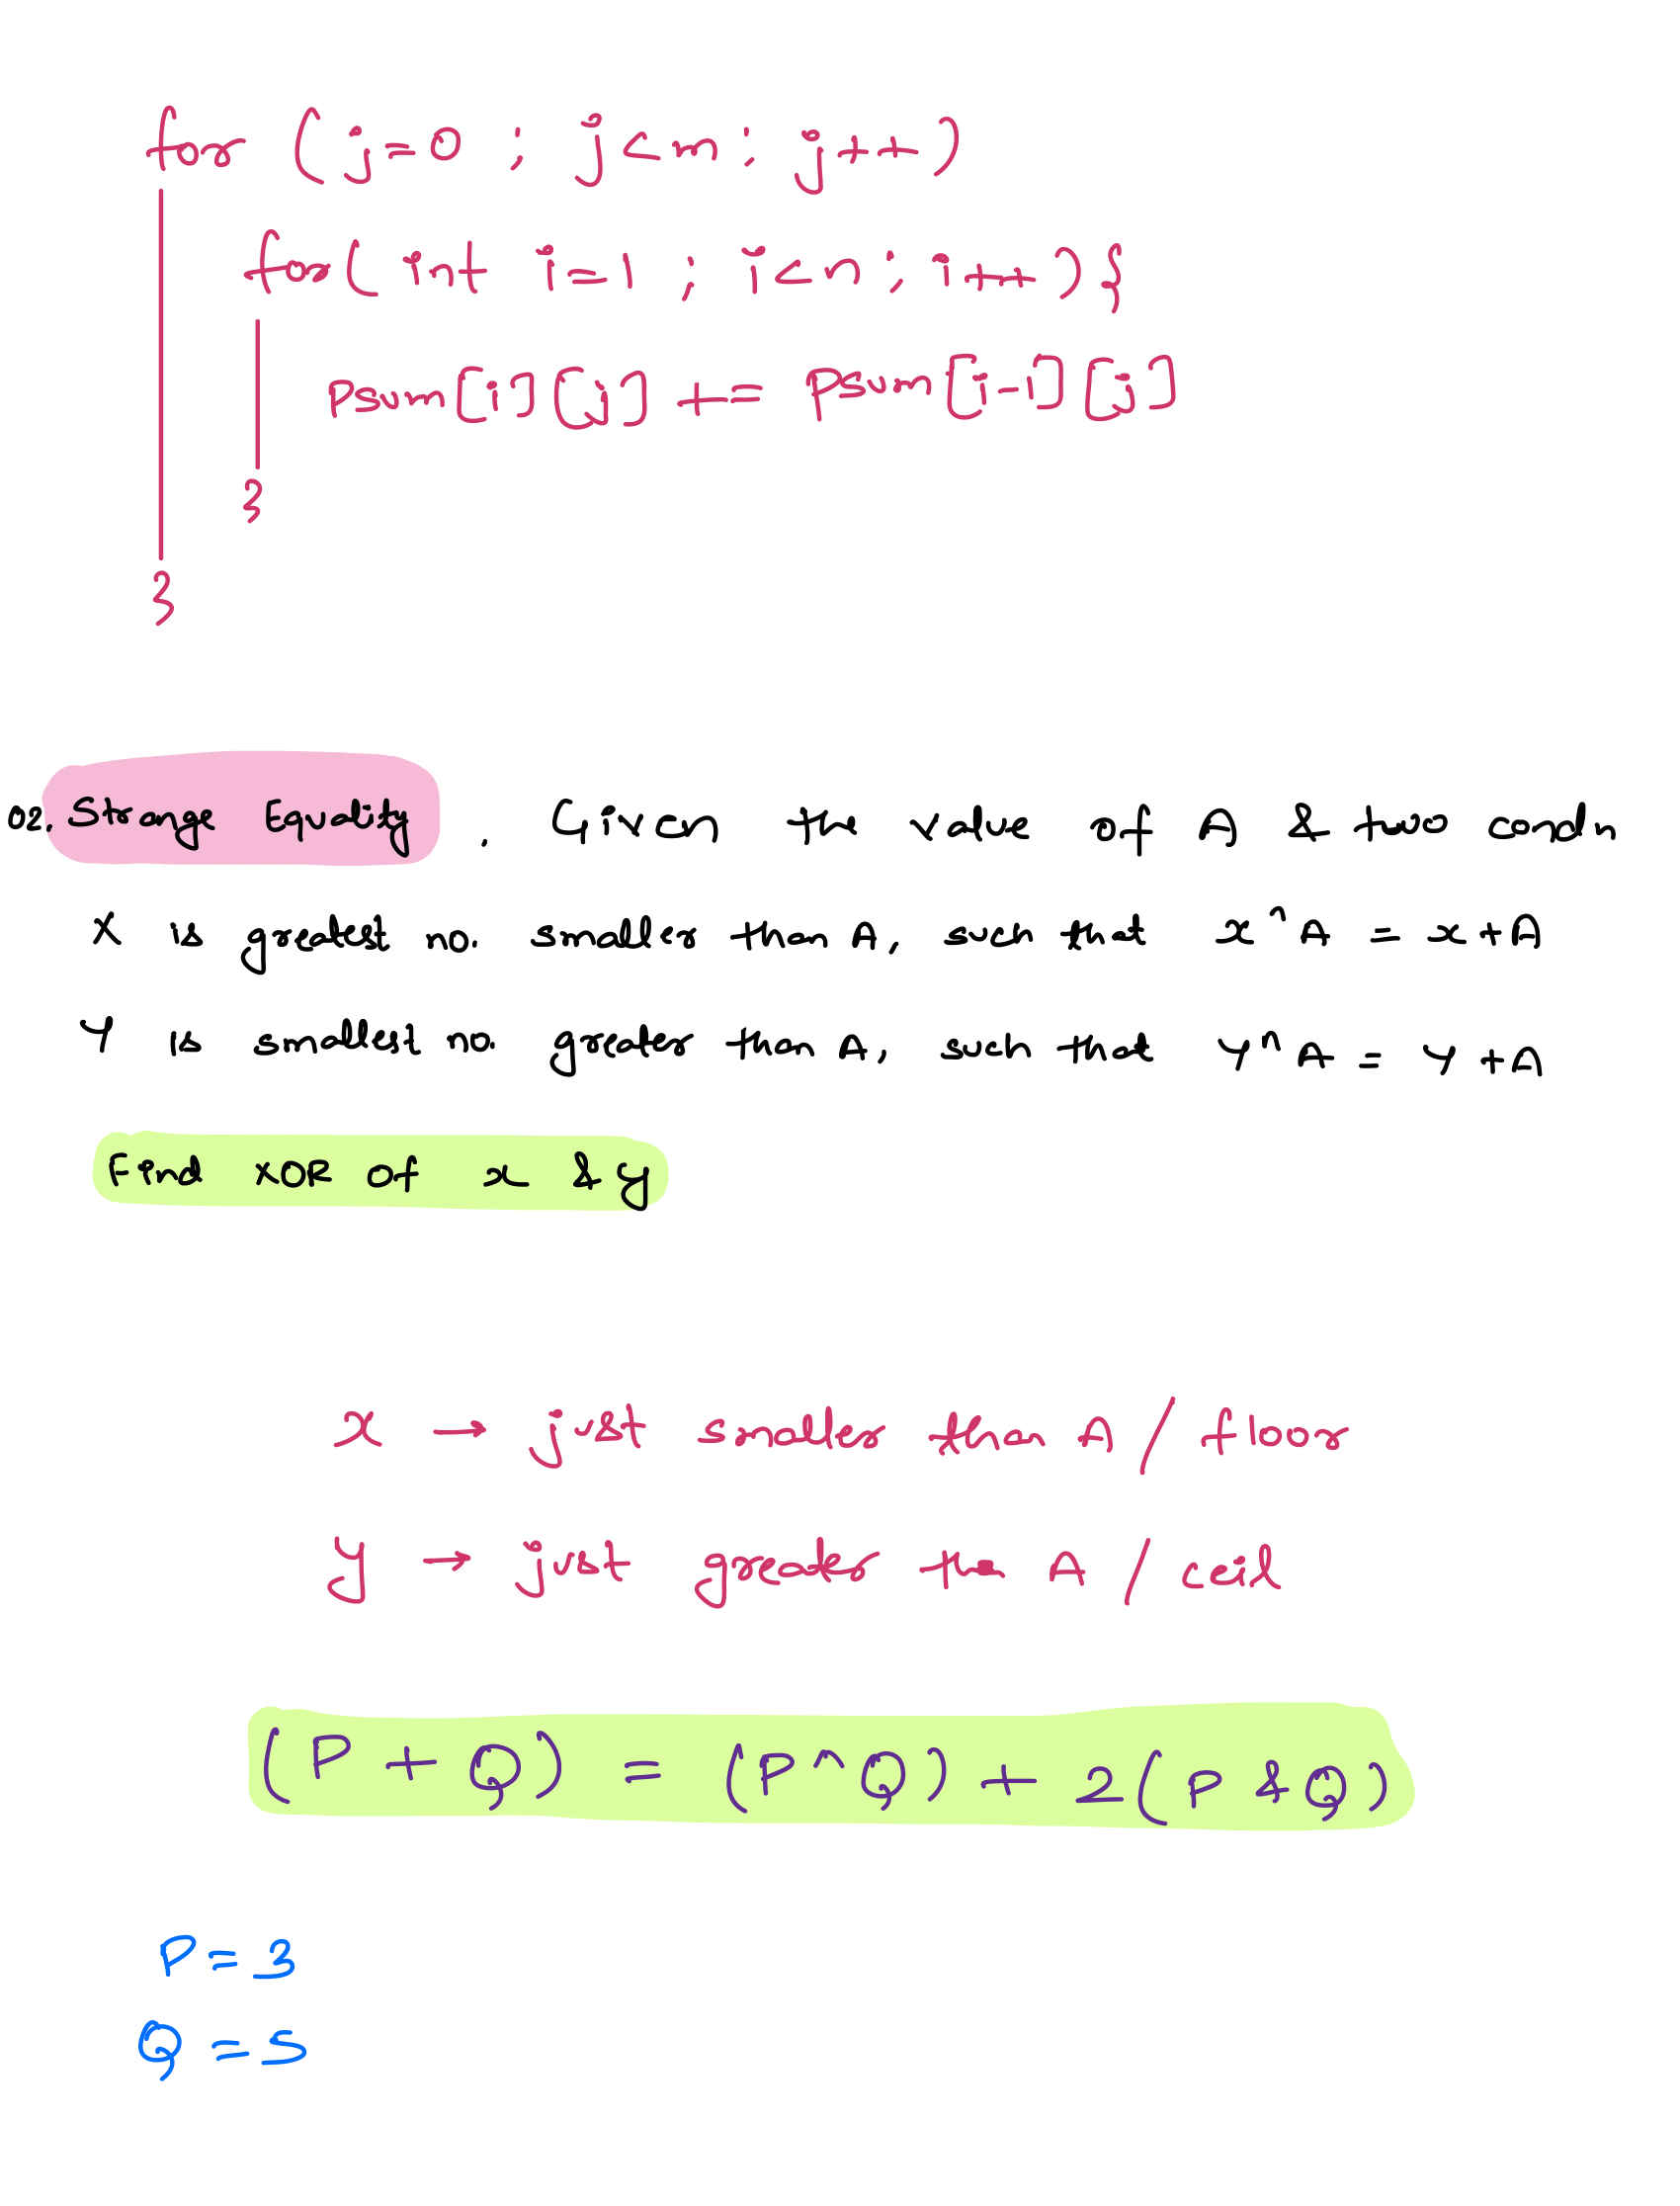 for (j=0 ; j<m; j++)
for( int i=1 ; i<n; i++){
psum[i][j] += psum[i-1][j]
}
}
02. Strange Equality . Given the value of A & two condn
X is greatest no. smaller than A, such that x^A = x+A
Y is smallest no. greater than A, such that Y^A = Y+A
Find XOR of x & y
x → just smaller than A / floor
y → just greater tha A / ceil
(P + Q) = (P^Q) + 2(P & Q)
P = 3
Q = 5